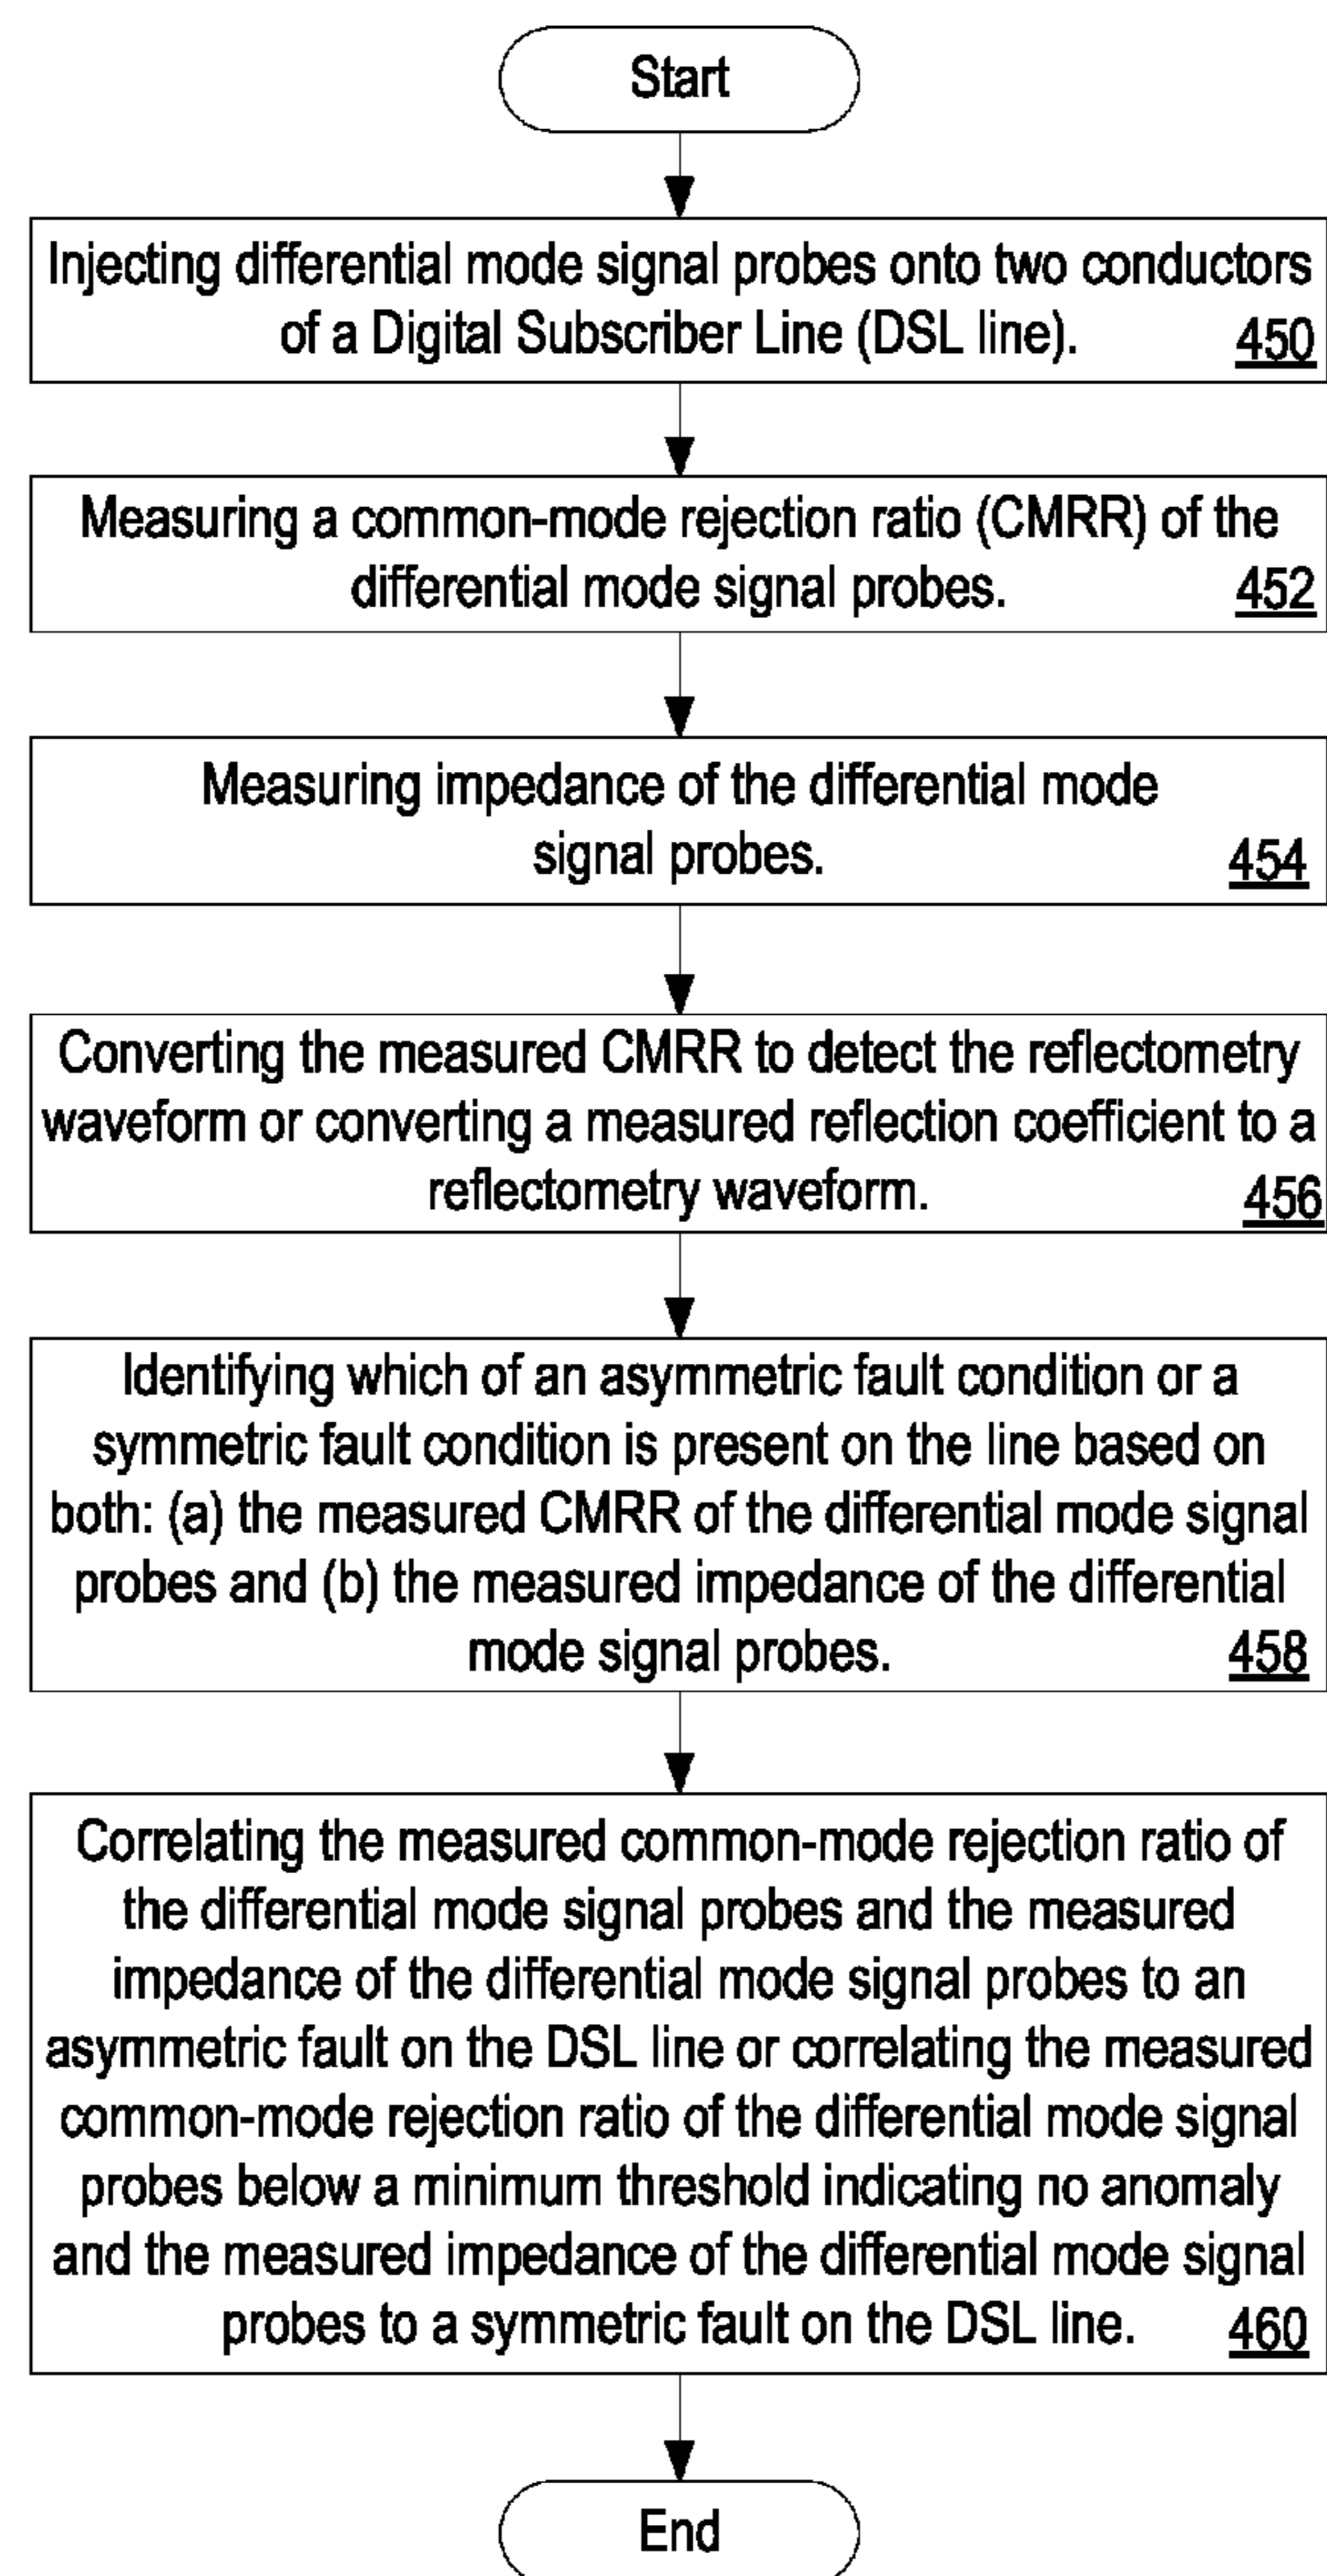 Start
Injecting differential mode signal probes onto two conductors
of a Digital Subscriber Line (DSL line).
450
Measuring a common-mode rejection ratio (CMRR) of the
differential mode signal probes.
452
Measuring impedance of the differential mode
signal probes.
454
Converting the measured CMRR to detect the reflectometry
waveform or converting a measured reflection coefficient to a
reflectometry waveform.
456
Identifying which of an asymmetric fault condition or a
symmetric fault condition is present on the line based on
both: (a) the measured CMRR of the differential mode signal
probes and (b) the measured impedance of the differential
mode signal probes.
458
Correlating the measured common-mode rejection ratio of
the differential mode signal probes and the measured
impedance of the differential mode signal probes to an
asymmetric fault on the DSL line or correlating the measured
common-mode rejection ratio of the differential mode signal
probes below a minimum threshold indicating no anomaly
and the measured impedance of the differential mode signal
probes to a symmetric fault on the DSL line.
460
End